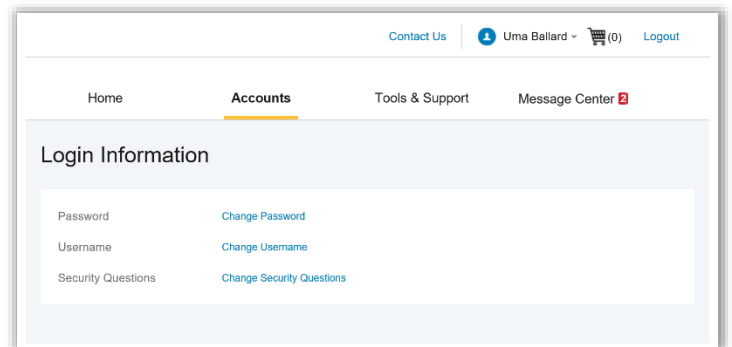 Contact Us Uma Ballard (0) Logout
Home Accounts Tools & Support Message Center 2
Login Information
Password Change Password
Username Change Username
Security Questions Change Security Questions